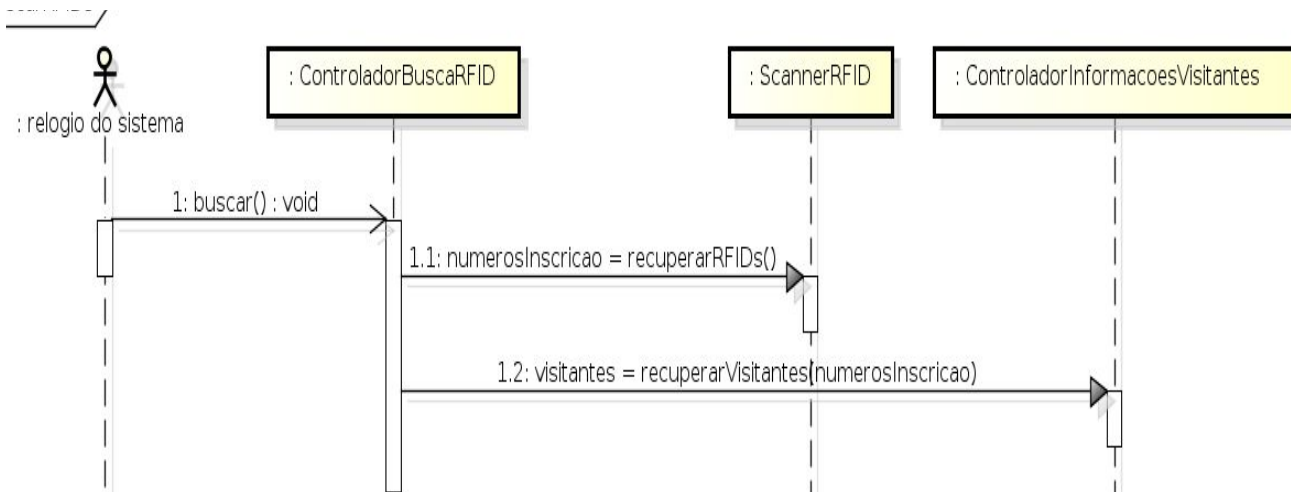 : ControladorBuscaRFID
: ScannerRFID
: ControladorInformacoesVisitantes
: relogio do sistema
1: buscar() : void
1.1: numerosInscricao = recuperarRFIDs()
1.2: visitantes = recuperarVisitantes(numerosInscricao)